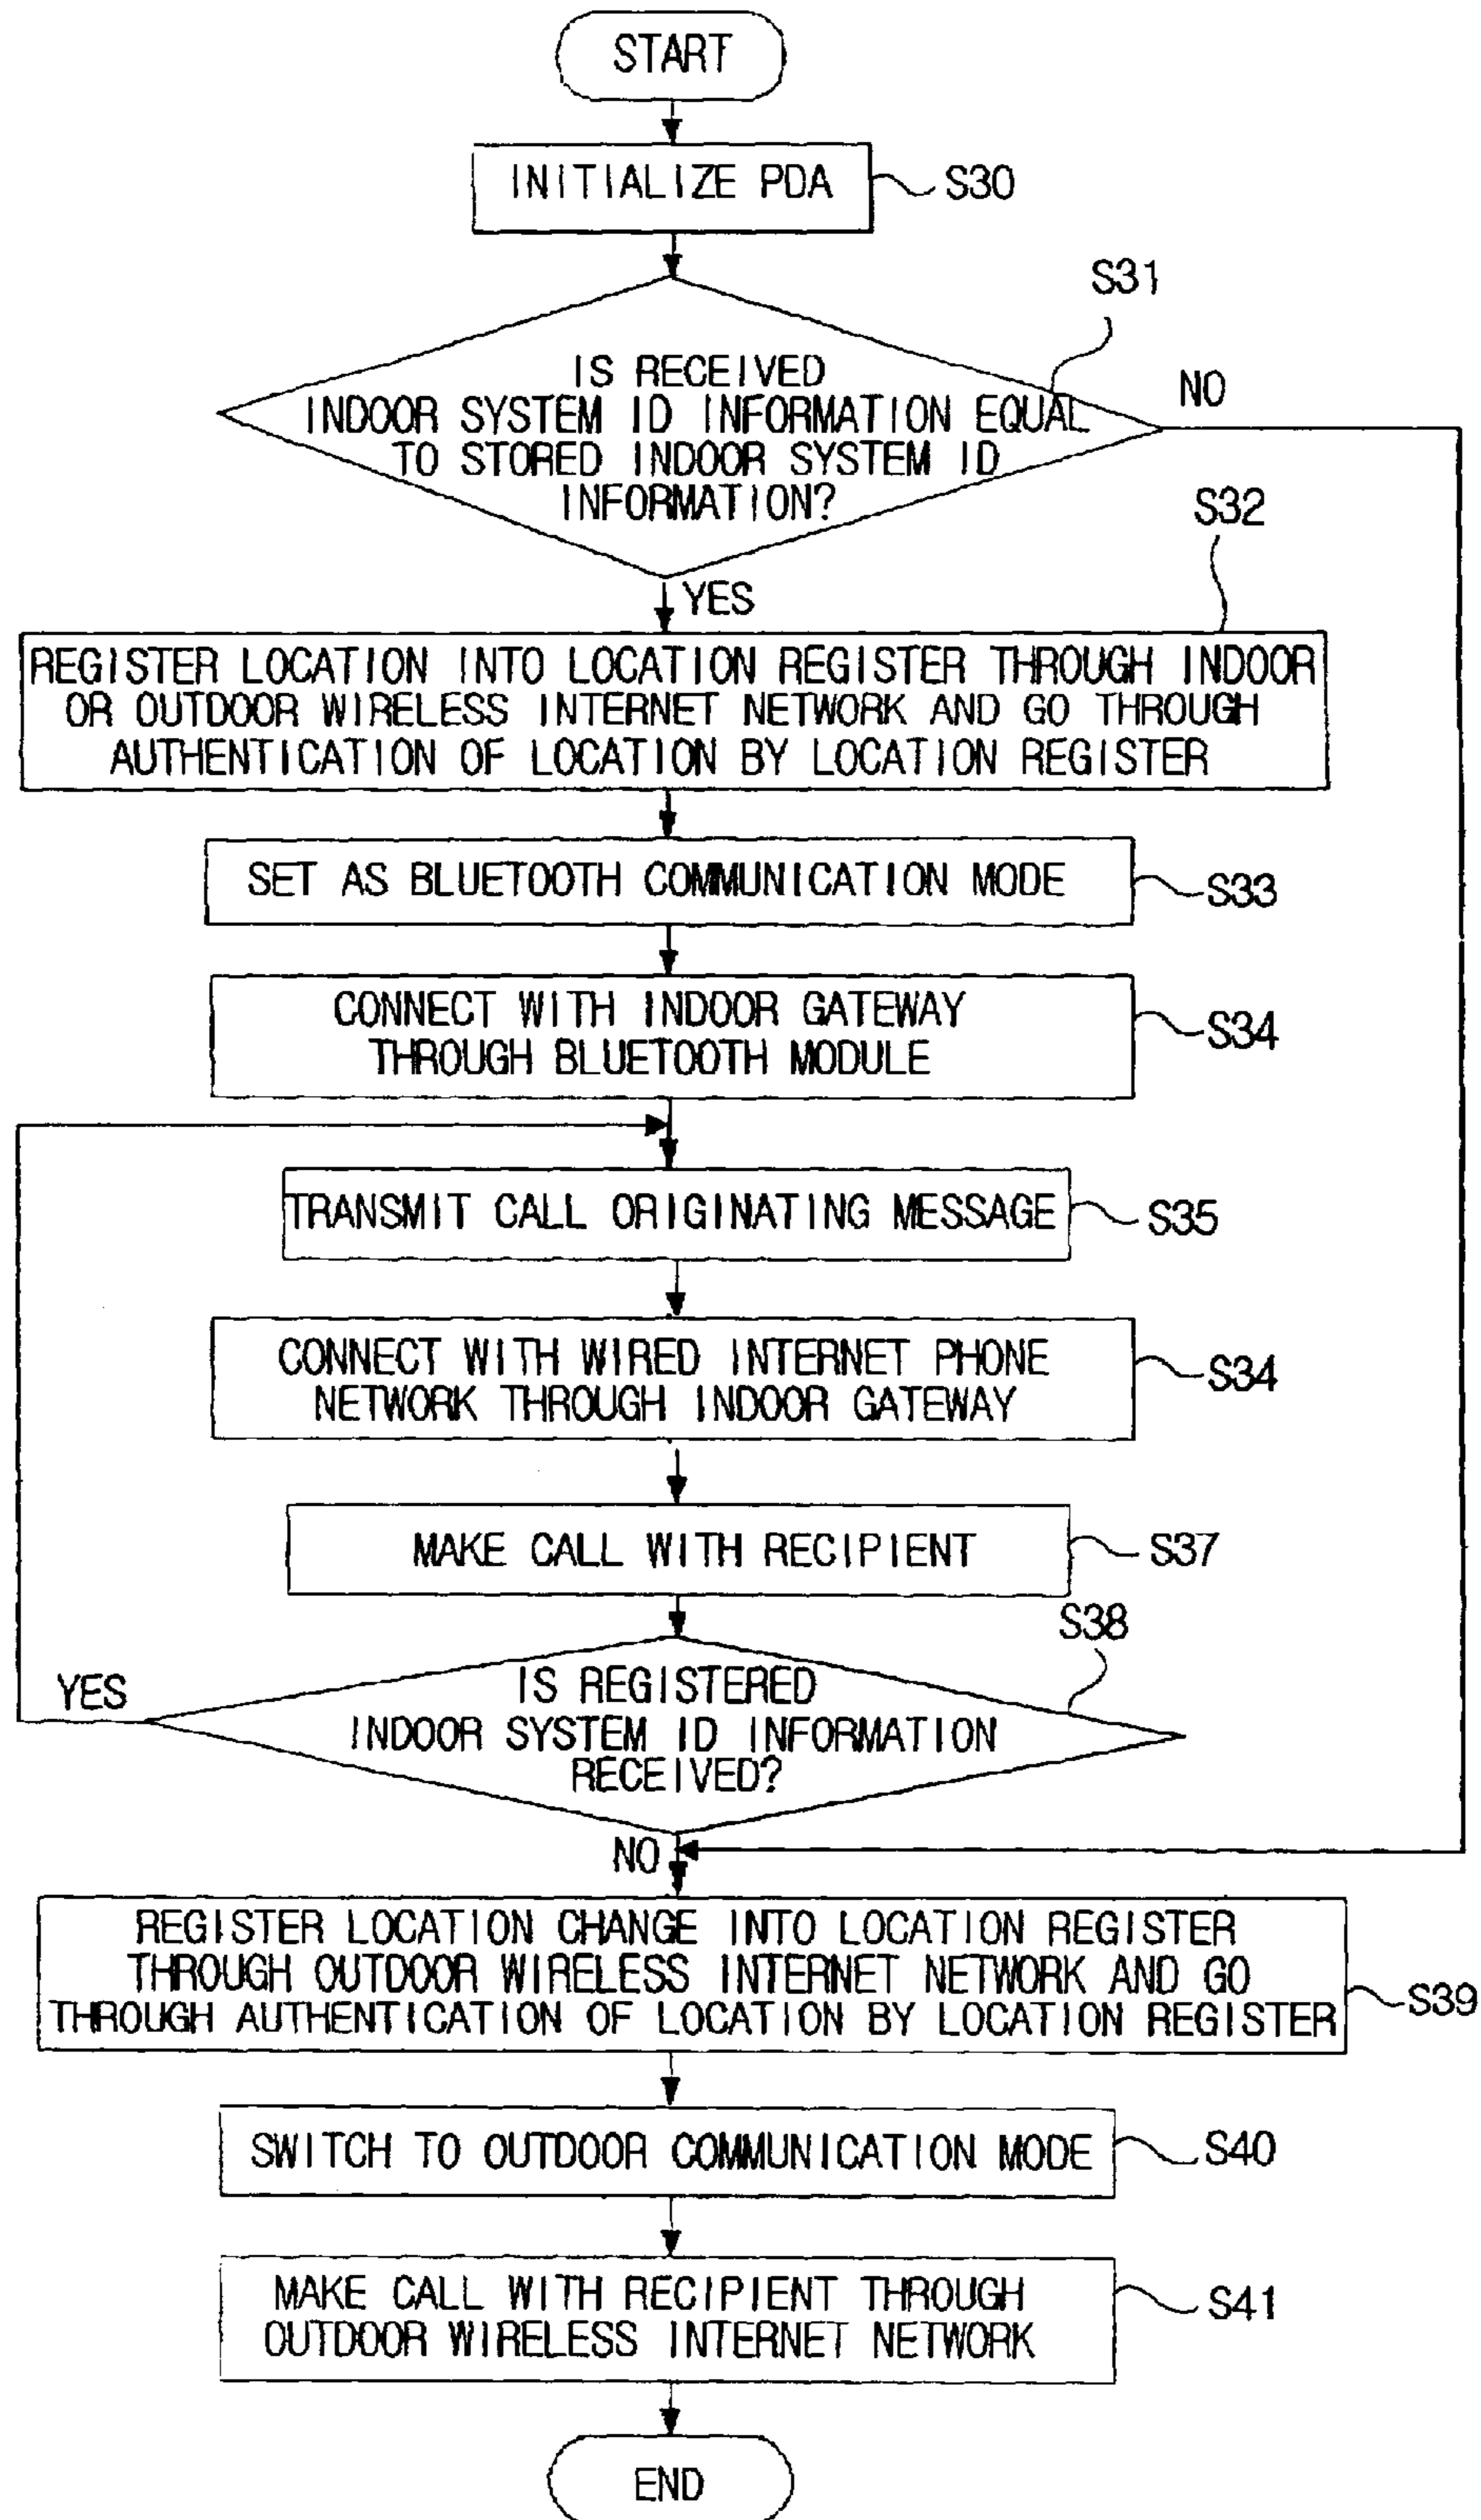 START
INITIALIZE PDA
S30
S31
IS RECEIVED
INDOOR SYSTEM ID INFORMATION EQUAL
TO STORED INDOOR SYSTEM ID
INFORMATION?
NO
YES
S32
REGISTER LOCATION INTO LOCATION REGISTER THROUGH INDOOR
OR OUTDOOR WIRELESS INTERNET NETWORK AND GO THROUGH
AUTHENTICATION OF LOCATION BY LOCATION REGISTER
SET AS BLUETOOTH COMMUNICATION MODE
S33
CONNECT WITH INDOOR GATEWAY
THROUGH BLUETOOTH MODULE
S34
TRANSMIT CALL ORIGINATING MESSAGE
S35
CONNECT WITH WIRED INTERNET PHONE
NETWORK THROUGH INDOOR GATEWAY
S34
MAKE CALL WITH RECIPIENT
S37
S38
YES
IS REGISTERED
INDOOR SYSTEM ID INFORMATION
RECEIVED?
NO
REGISTER LOCATION CHANGE INTO LOCATION REGISTER
THROUGH OUTDOOR WIRELESS INTERNET NETWORK AND GO
THROUGH AUTHENTICATION OF LOCATION BY LOCATION REGISTER
S39
SWITCH TO OUTDOOR COMMUNICATION MODE
S40
MAKE CALL WITH RECIPIENT THROUGH
OUTDOOR WIRELESS INTERNET NETWORK
S41
END